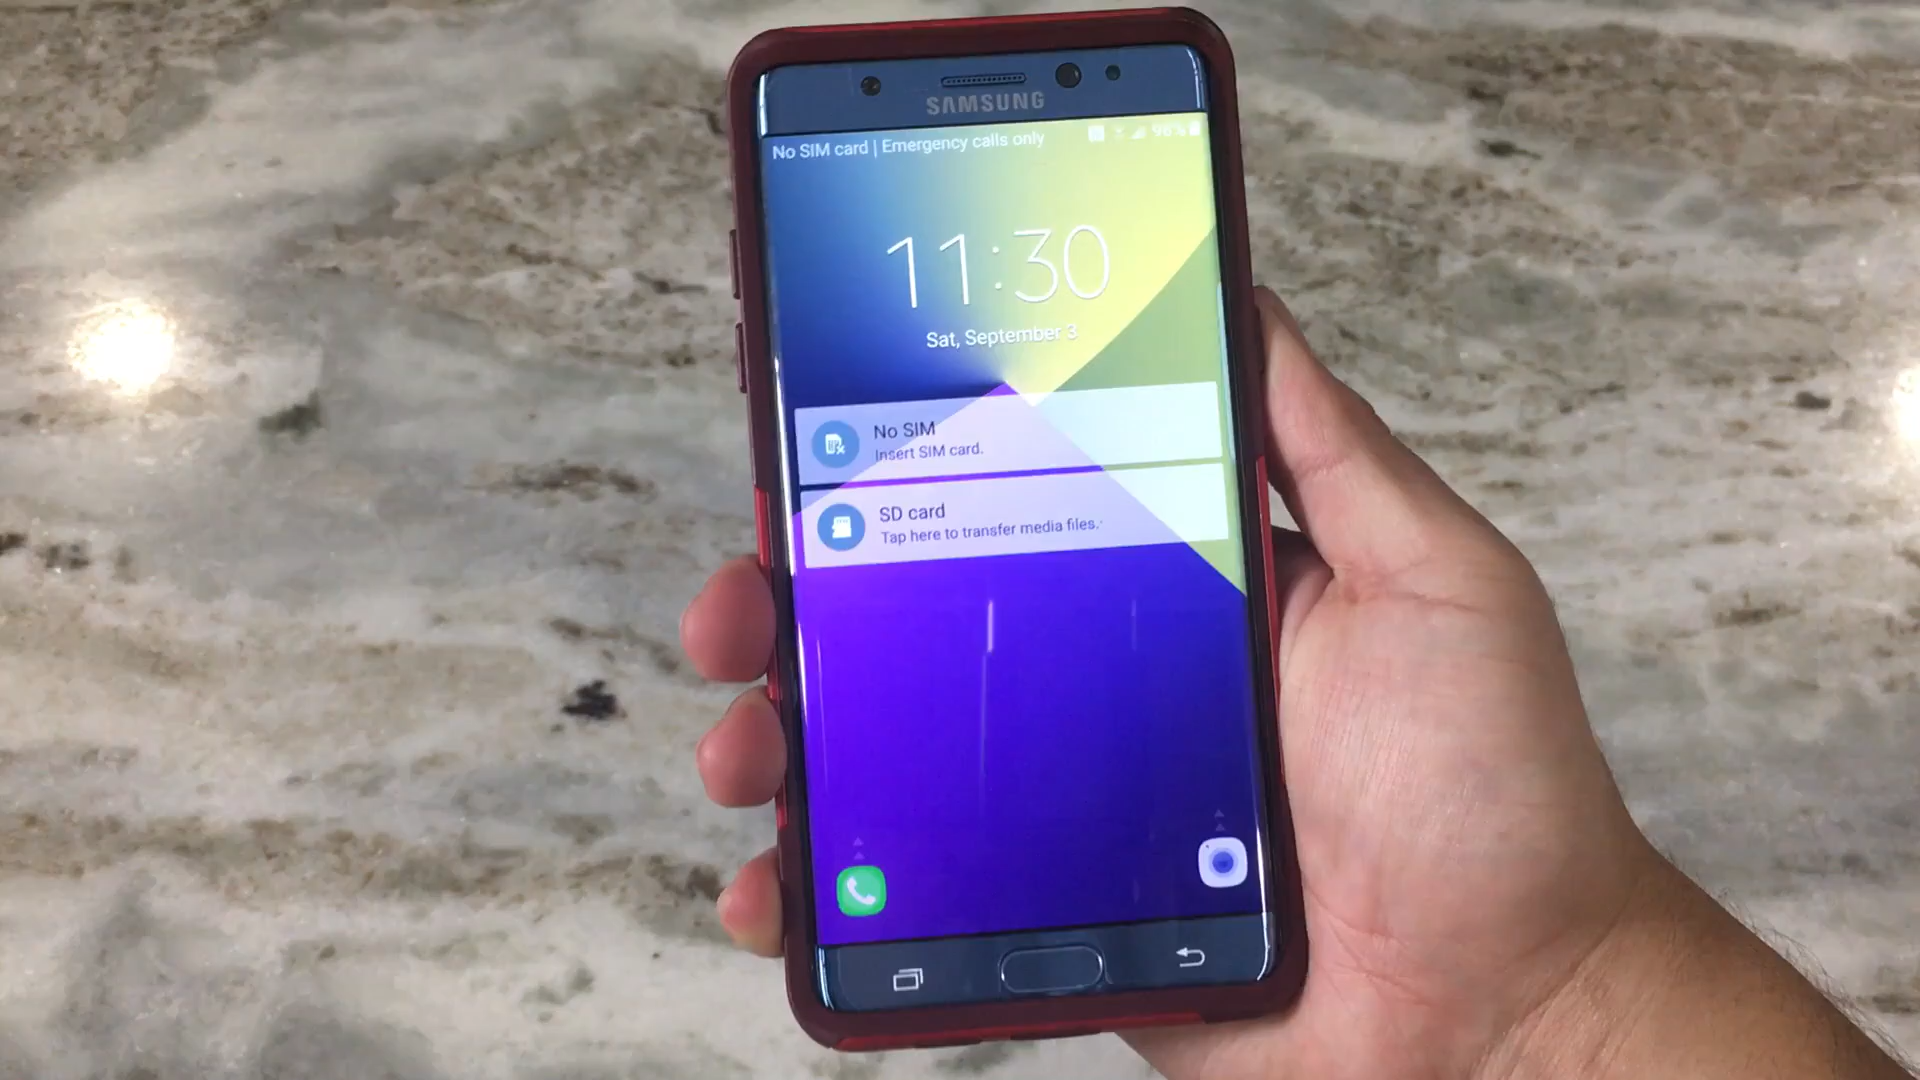 SAMSUNG
No SIM card | Emergency calls only
96%
11:30
Sat, September 3
No SIM
Insert SIM card.
SD card
Tap here to transfer media files.